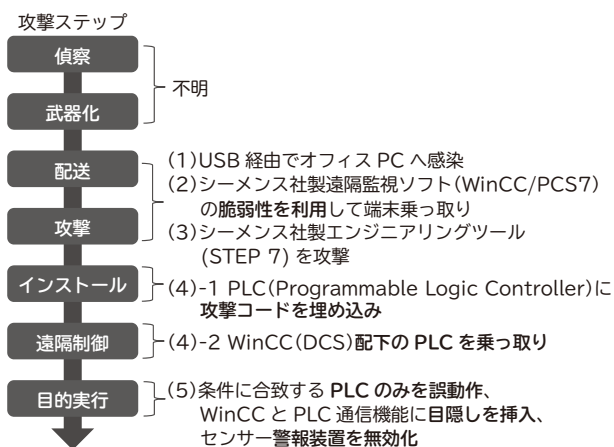 攻撃ステップ
偵察
武器化
不明
配送
攻撃
(1)USB 経由でオフィス PC へ感染
(2)シーメンス社製遠隔監視ソフト(WinCC/PCS7)
の脆弱性を利用して端末乗っ取り
(3)シーメンス社製エンジニアリングツール
(STEP 7) を攻撃
インストール
(4)-1 PLC(Programmable Logic Controller)に
攻撃コードを埋め込み
遠隔制御
(4)-2 WinCC(DCS)配下の PLC を乗っ取り
目的実行
(5)条件に合致する PLC のみを誤動作、
WinCC と PLC 通信機能に目隠しを挿入、
センサー警報装置を無効化